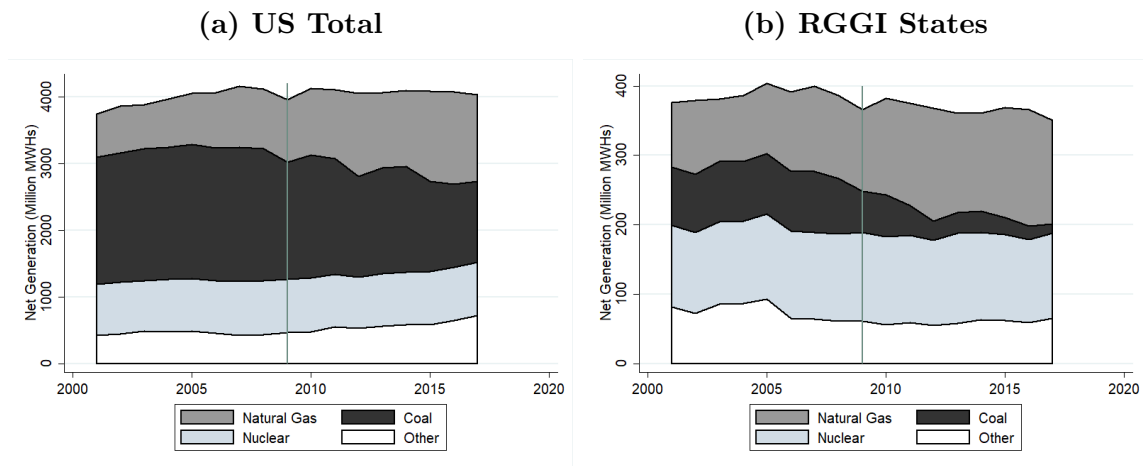 (a) US Total
Net Generation (Million MWHs)
4000
3000
2000
1000
0
2000 2005 2010 2015 2020
Natural Gas Coal
Nuclear Other
(b) RGGI States
Net Generation (Million MWHs)
400
300
200
100
0
2000 2005 2010 2015 2020
Natural Gas Coal
Nuclear Other